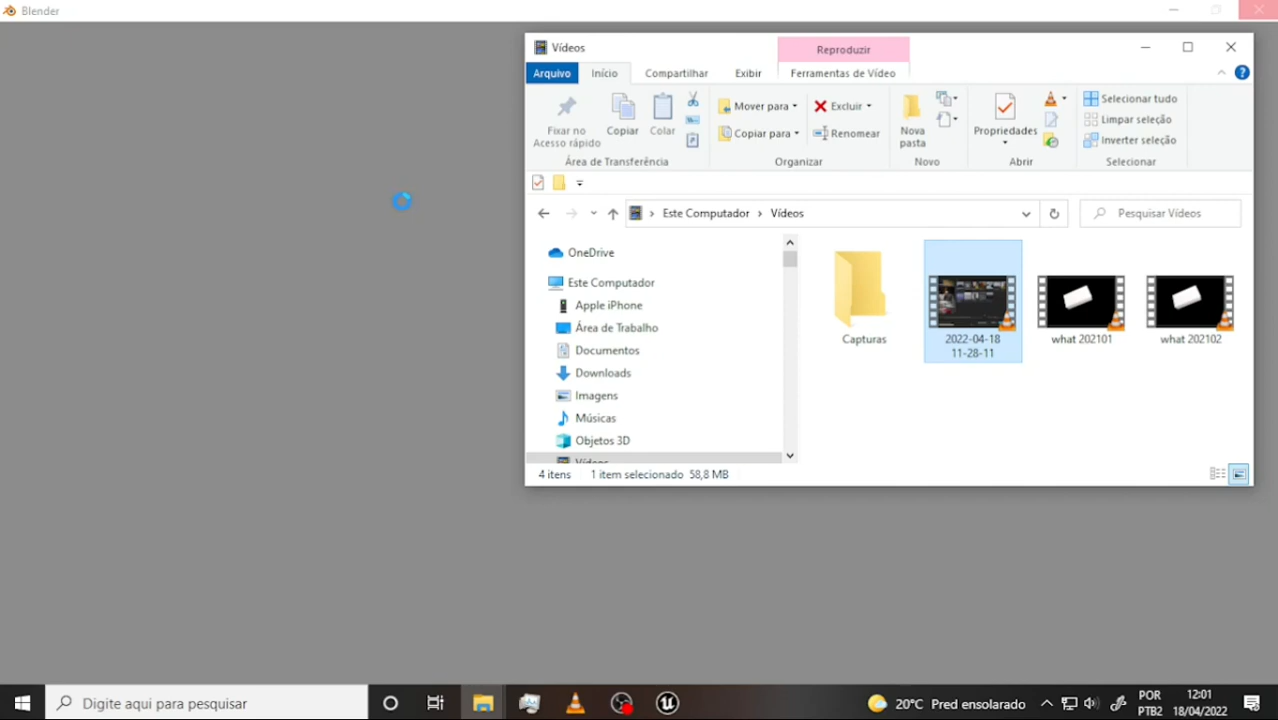 Blender
Vídeos
Reproduzir
Arquivo
Início
Compartilhar
Exibir
Ferramentas de Vídeo
Fixar no
Acesso rápido
Copiar
Colar
Mover para
Copiar para
Excluir
Renomear
Nova
pasta
Propriedades
Selecionar tudo
Limpar seleção
Inverter seleção
Área de Transferência
Organizar
Novo
Abrir
Selecionar
Este Computador
Vídeos
Pesquisar Vídeos
OneDrive
Este Computador
Apple iPhone
Área de Trabalho
Documentos
Downloads
Imagens
Músicas
Objetos 3D
Vídeos
Capturas
2022-04-18
11-28-11
what 202101
what 202102
4 itens
1 item selecionado 58,8 MB
Digite aqui para pesquisar
20°C Pred ensolarado
POR
PTB2
12:01
18/04/2022